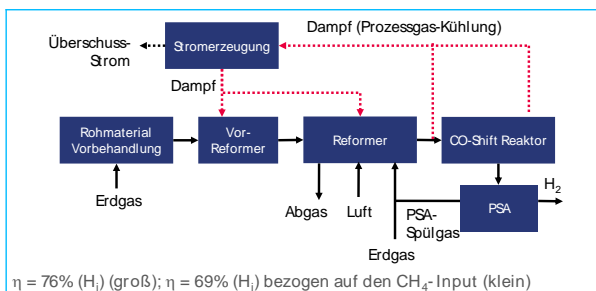 Dampf (Prozessgas-Kühlung)
Überschuss-
Strom
Stromerzeugung
Dampf
Rohmaterial
Vorbehandlung
Vor-
Reformer
Reformer
CO-Shift Reaktor
Erdgas
Abgas
Luft
PSA-
Spülgas
Erdgas
PSA
H₂
η = 76% (Hᵢ) (groß); η = 69% (Hᵢ) bezogen auf den CH₄-Input (klein)